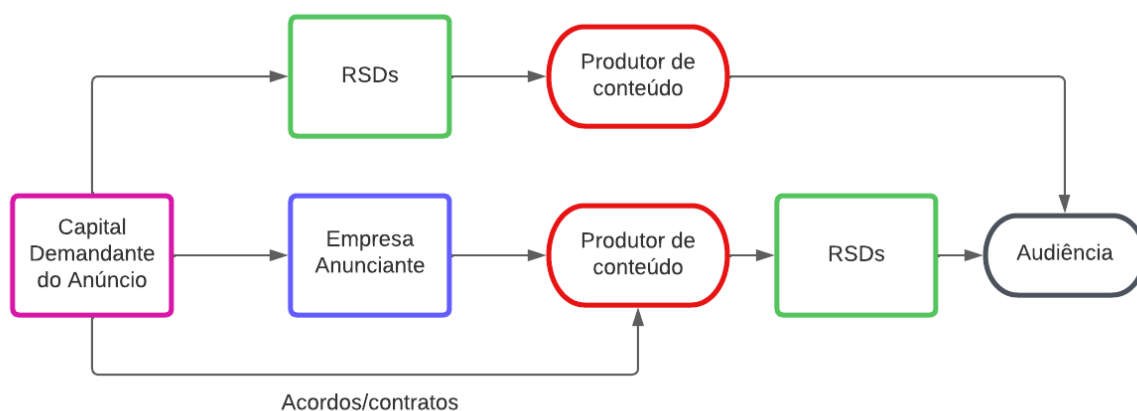 RSDs
Produtor de
conteúdo
Capital
Demandante
do Anúncio
Empresa
Anunciante
Produtor de
conteúdo
RSDs
Audiência
Acordos/contratos